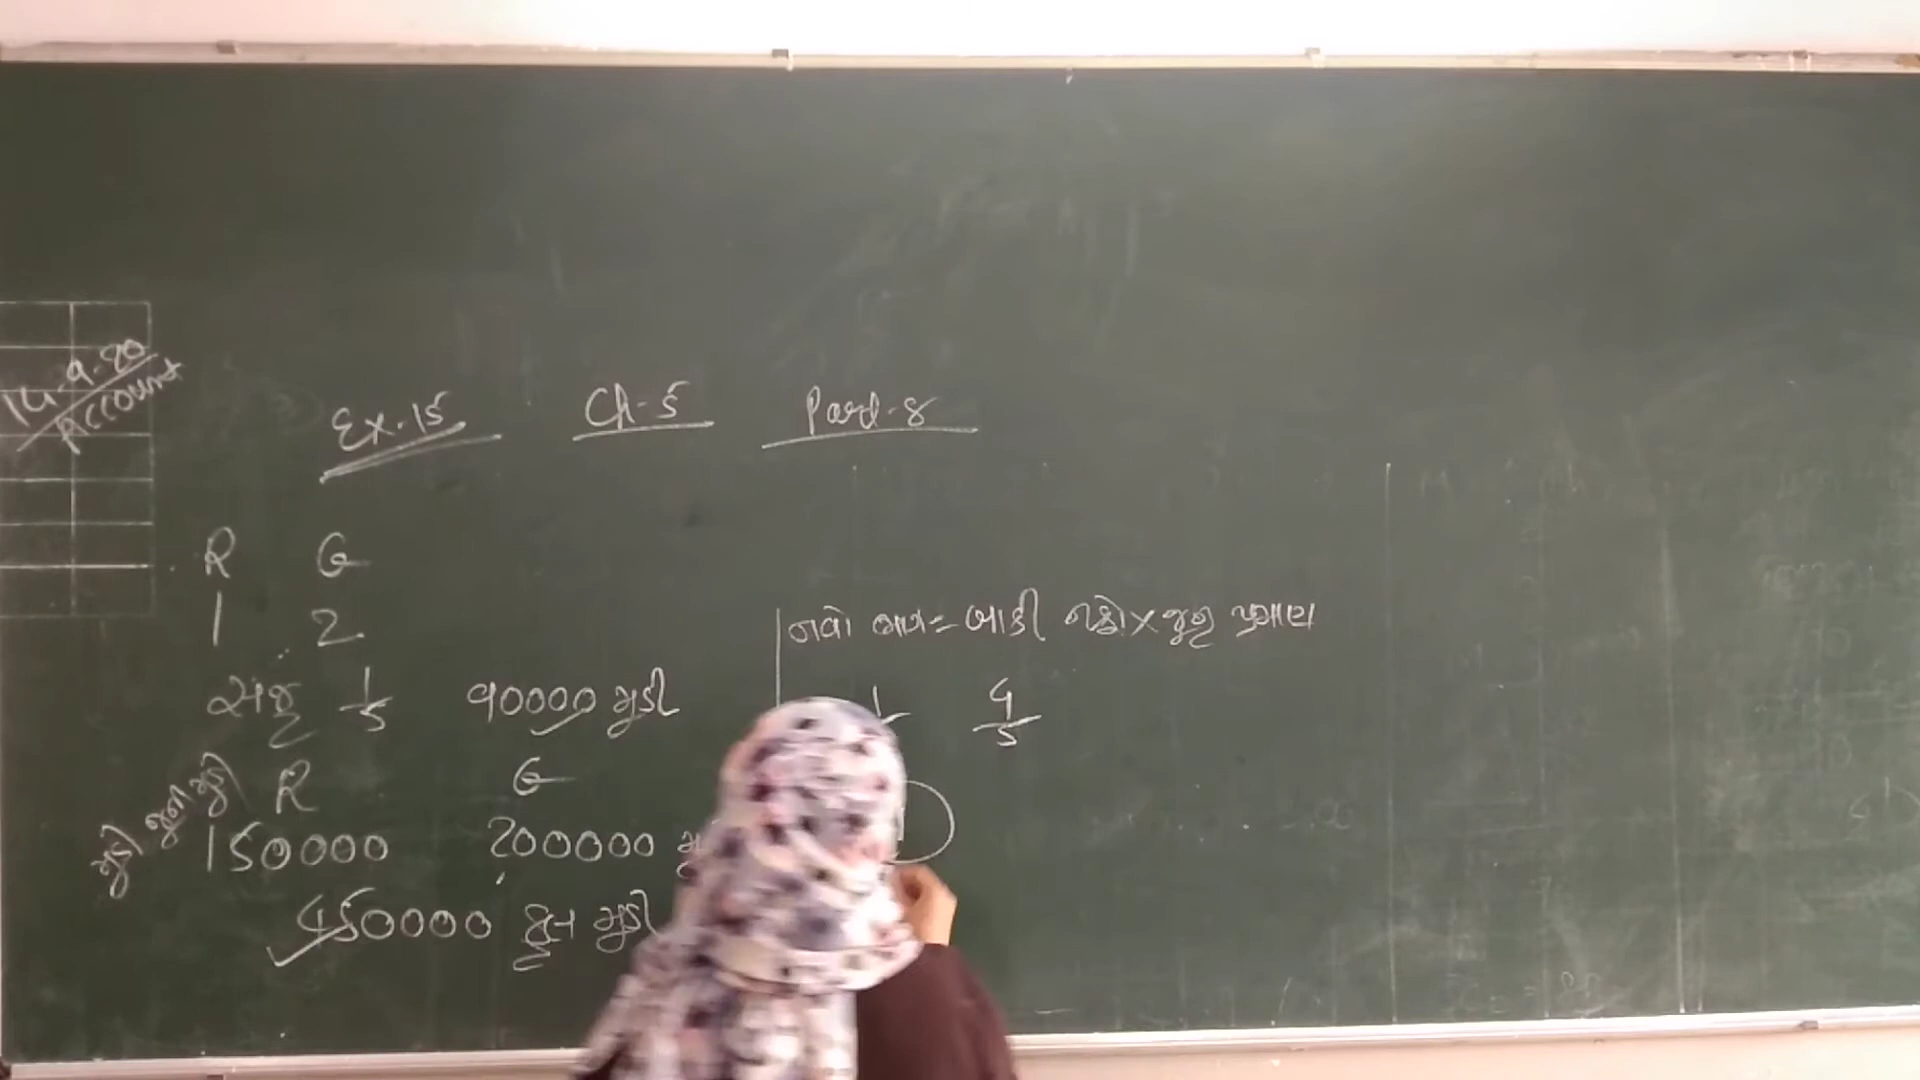 14-9-20
Account
Ex.15 Ch-5 Part-8
R G
1 2
નવો ભાગ = બાકી નફો × જૂનુ પ્રમાણ
રાજુ 1/5 90000 મુડી
1 4/5
R G
150000 200000
450000 કુલ મુડી